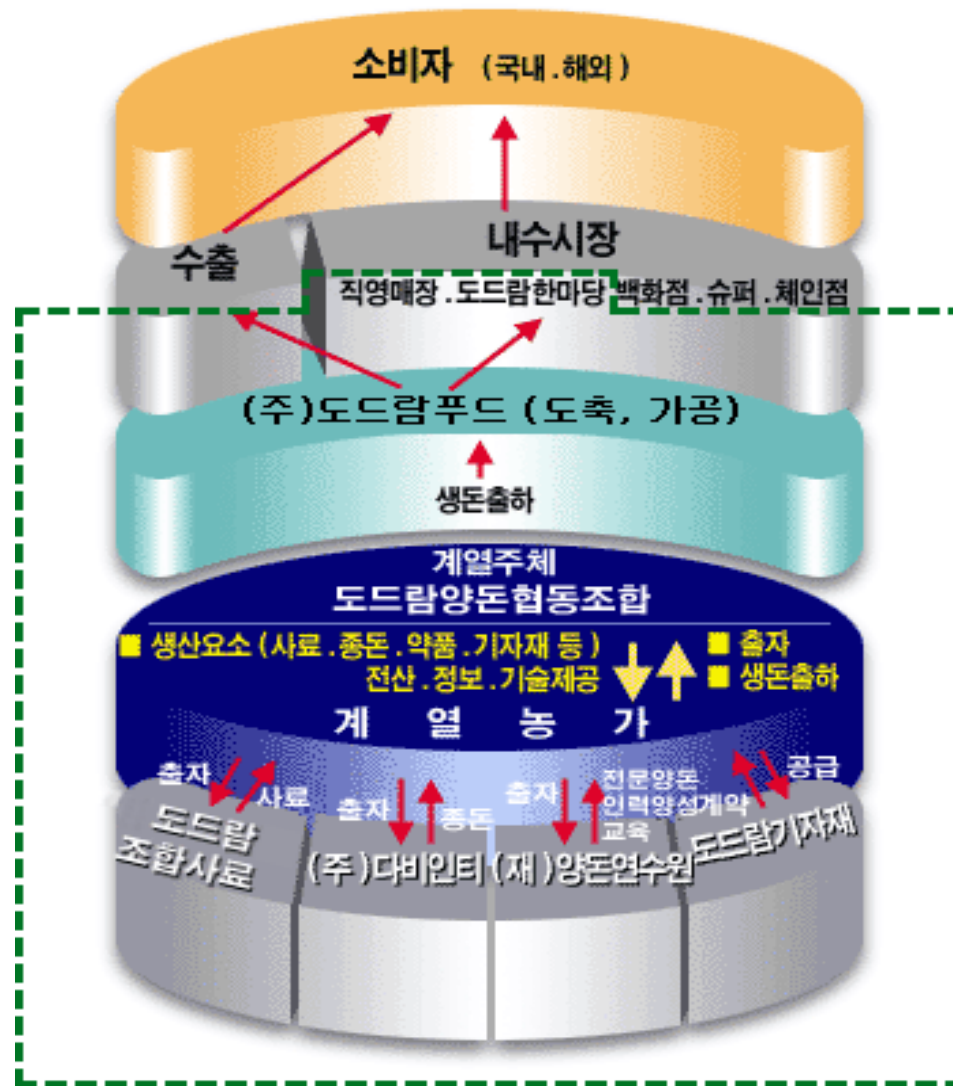 소비자 (국내.해외)
수출
내수시장
직영매장.도드람한마당 백화점.슈퍼.체인점
(주)도드람푸드 (도축, 가공)
생돈출하
계열주체
도드람양돈협동조합
■ 생산요소 (사료.종돈.약품.기자재 등)
전산.정보.기술제공
■ 출자
■ 생돈출하
계 열 농 가
출자
사료
출자
종돈
출자
전문양돈
인력양성
교육
계약
공급
도드람
조합사료
(주)다비인티
(재)양돈연수원
도드람기자재